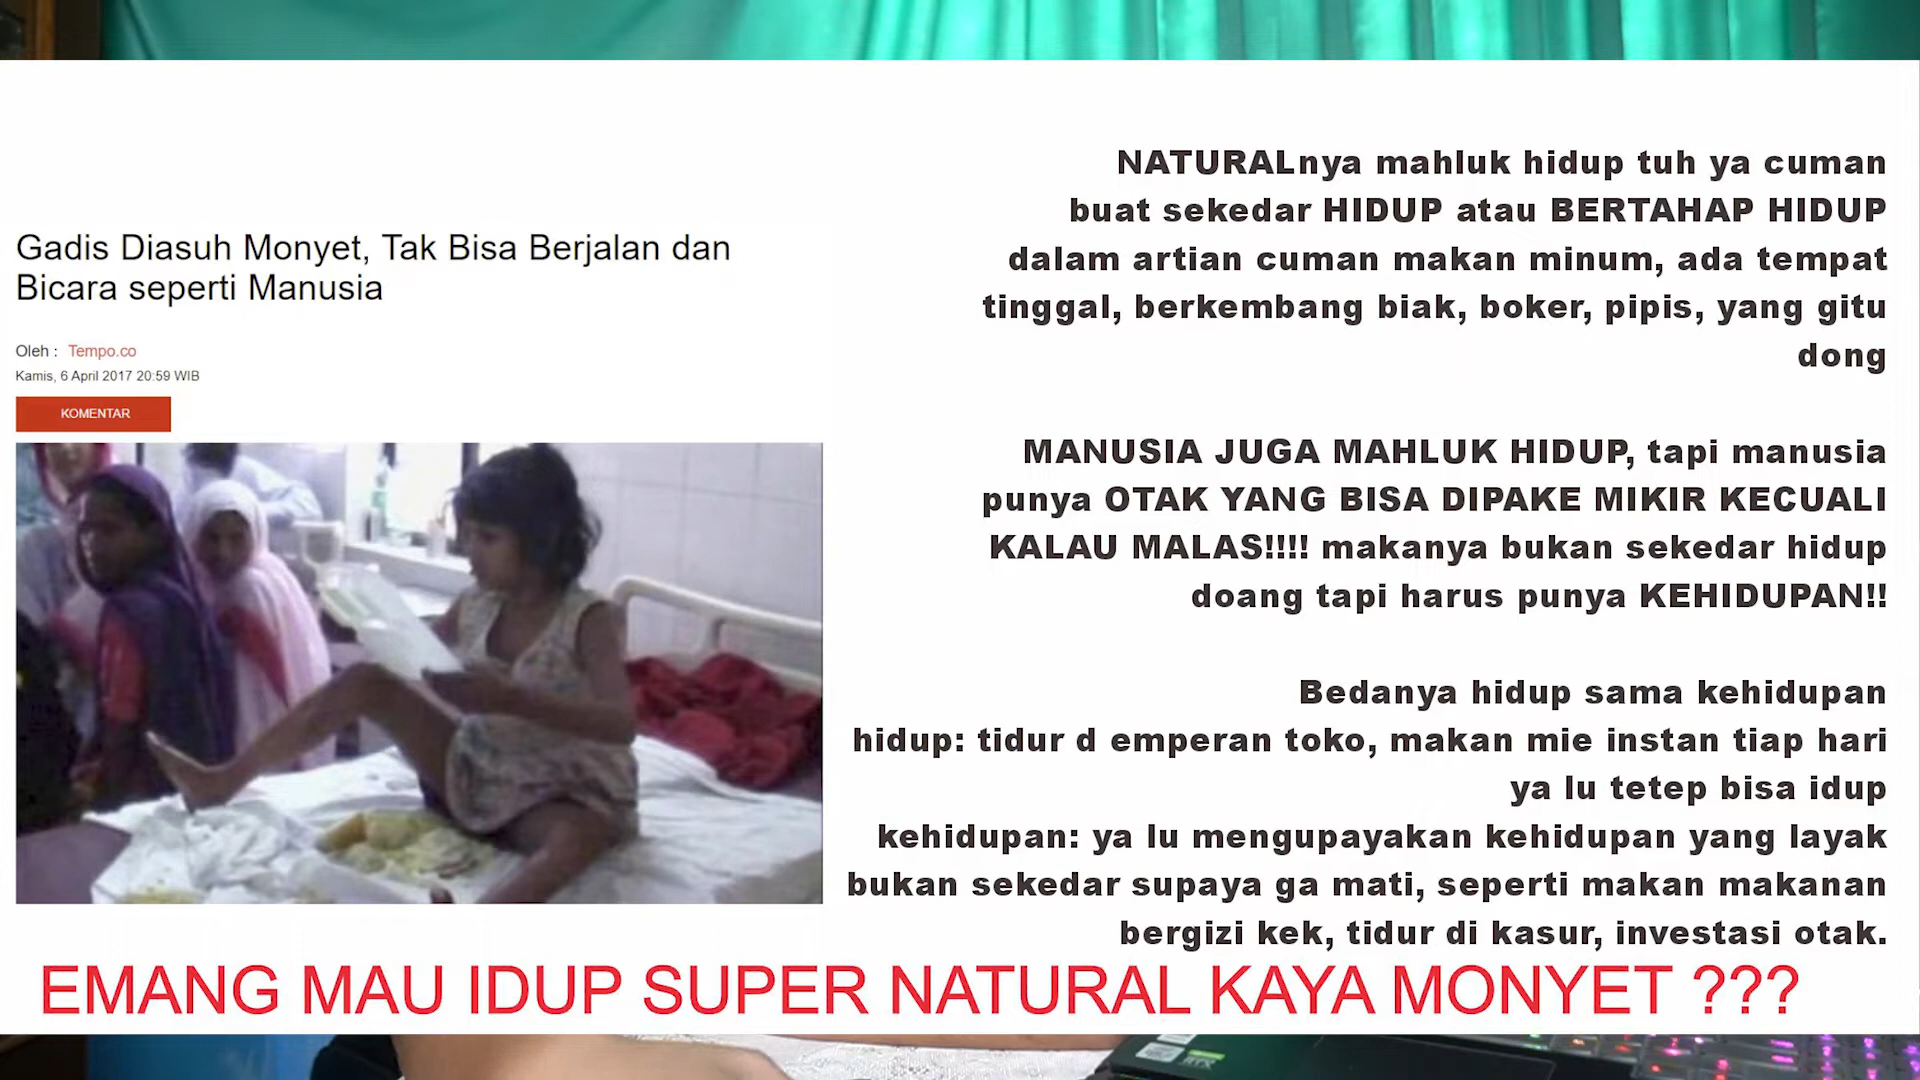 Gadis Diasuh Monyet, Tak Bisa Berjalan dan
Bicara seperti Manusia
Oleh : Tempo.co
Kamis, 6 April 2017 20:59 WIB
KOMENTAR
NATURALnya mahluk hidup tuh ya cuman
buat sekedar HIDUP atau BERTAHAP HIDUP
dalam artian cuman makan minum, ada tempat
tinggal, berkembang biak, boker, pipis, yang gitu
dong
MANUSIA JUGA MAHLUK HIDUP, tapi manusia
punya OTAK YANG BISA DIPAKE MIKIR KECUALI
KALAU MALAS!!!! makanya bukan sekedar hidup
doang tapi harus punya KEHIDUPAN!!
Bedanya hidup sama kehidupan
hidup: tidur d emperan toko, makan mie instan tiap hari
ya lu tetep bisa idup
kehidupan: ya lu mengupayakan kehidupan yang layak
bukan sekedar supaya ga mati, seperti makan makanan
bergizi kek, tidur di kasur, investasi otak.
EMANG MAU IDUP SUPER NATURAL KAYA MONYET ???
RTX